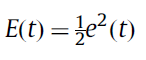 E(t) = ½e²(t)